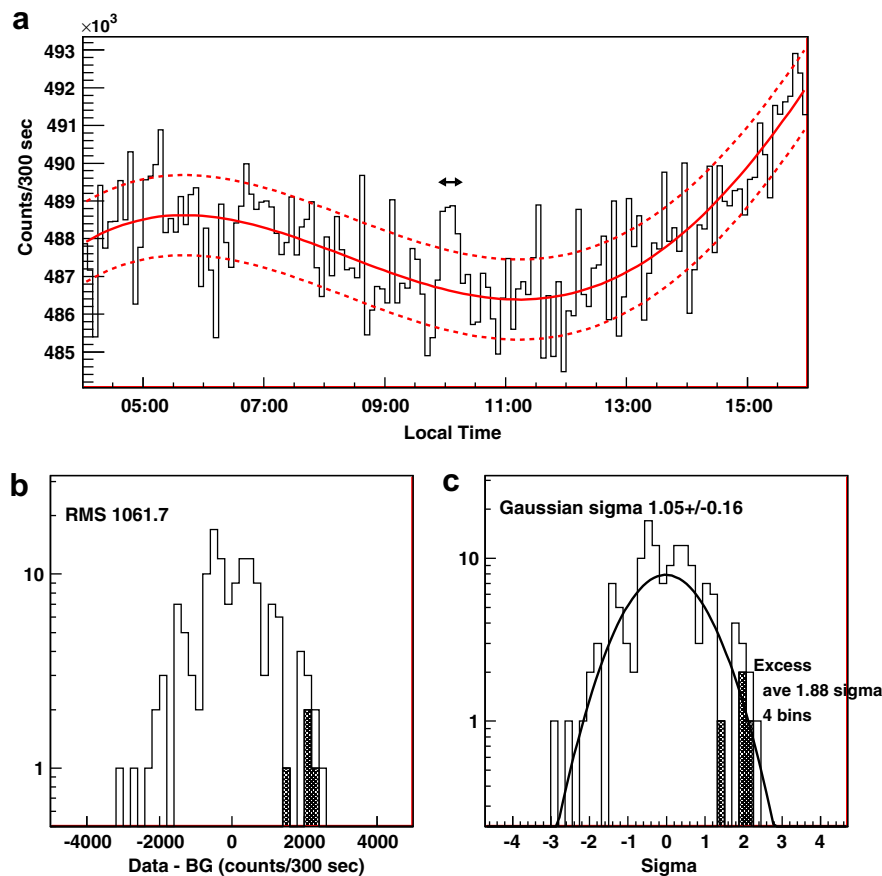 a
×10³
493
492
491
490
489
488
487
486
485
Counts/300 sec
05:00 07:00 09:00 11:00 13:00 15:00
Local Time
b
RMS 1061.7
10
1
-4000 -2000 0 2000 4000
Data - BG (counts/300 sec)
c
Gaussian sigma 1.05+/-0.16
10
1
Excess
ave 1.88 sigma
4 bins
-4 -3 -2 -1 0 1 2 3 4
Sigma